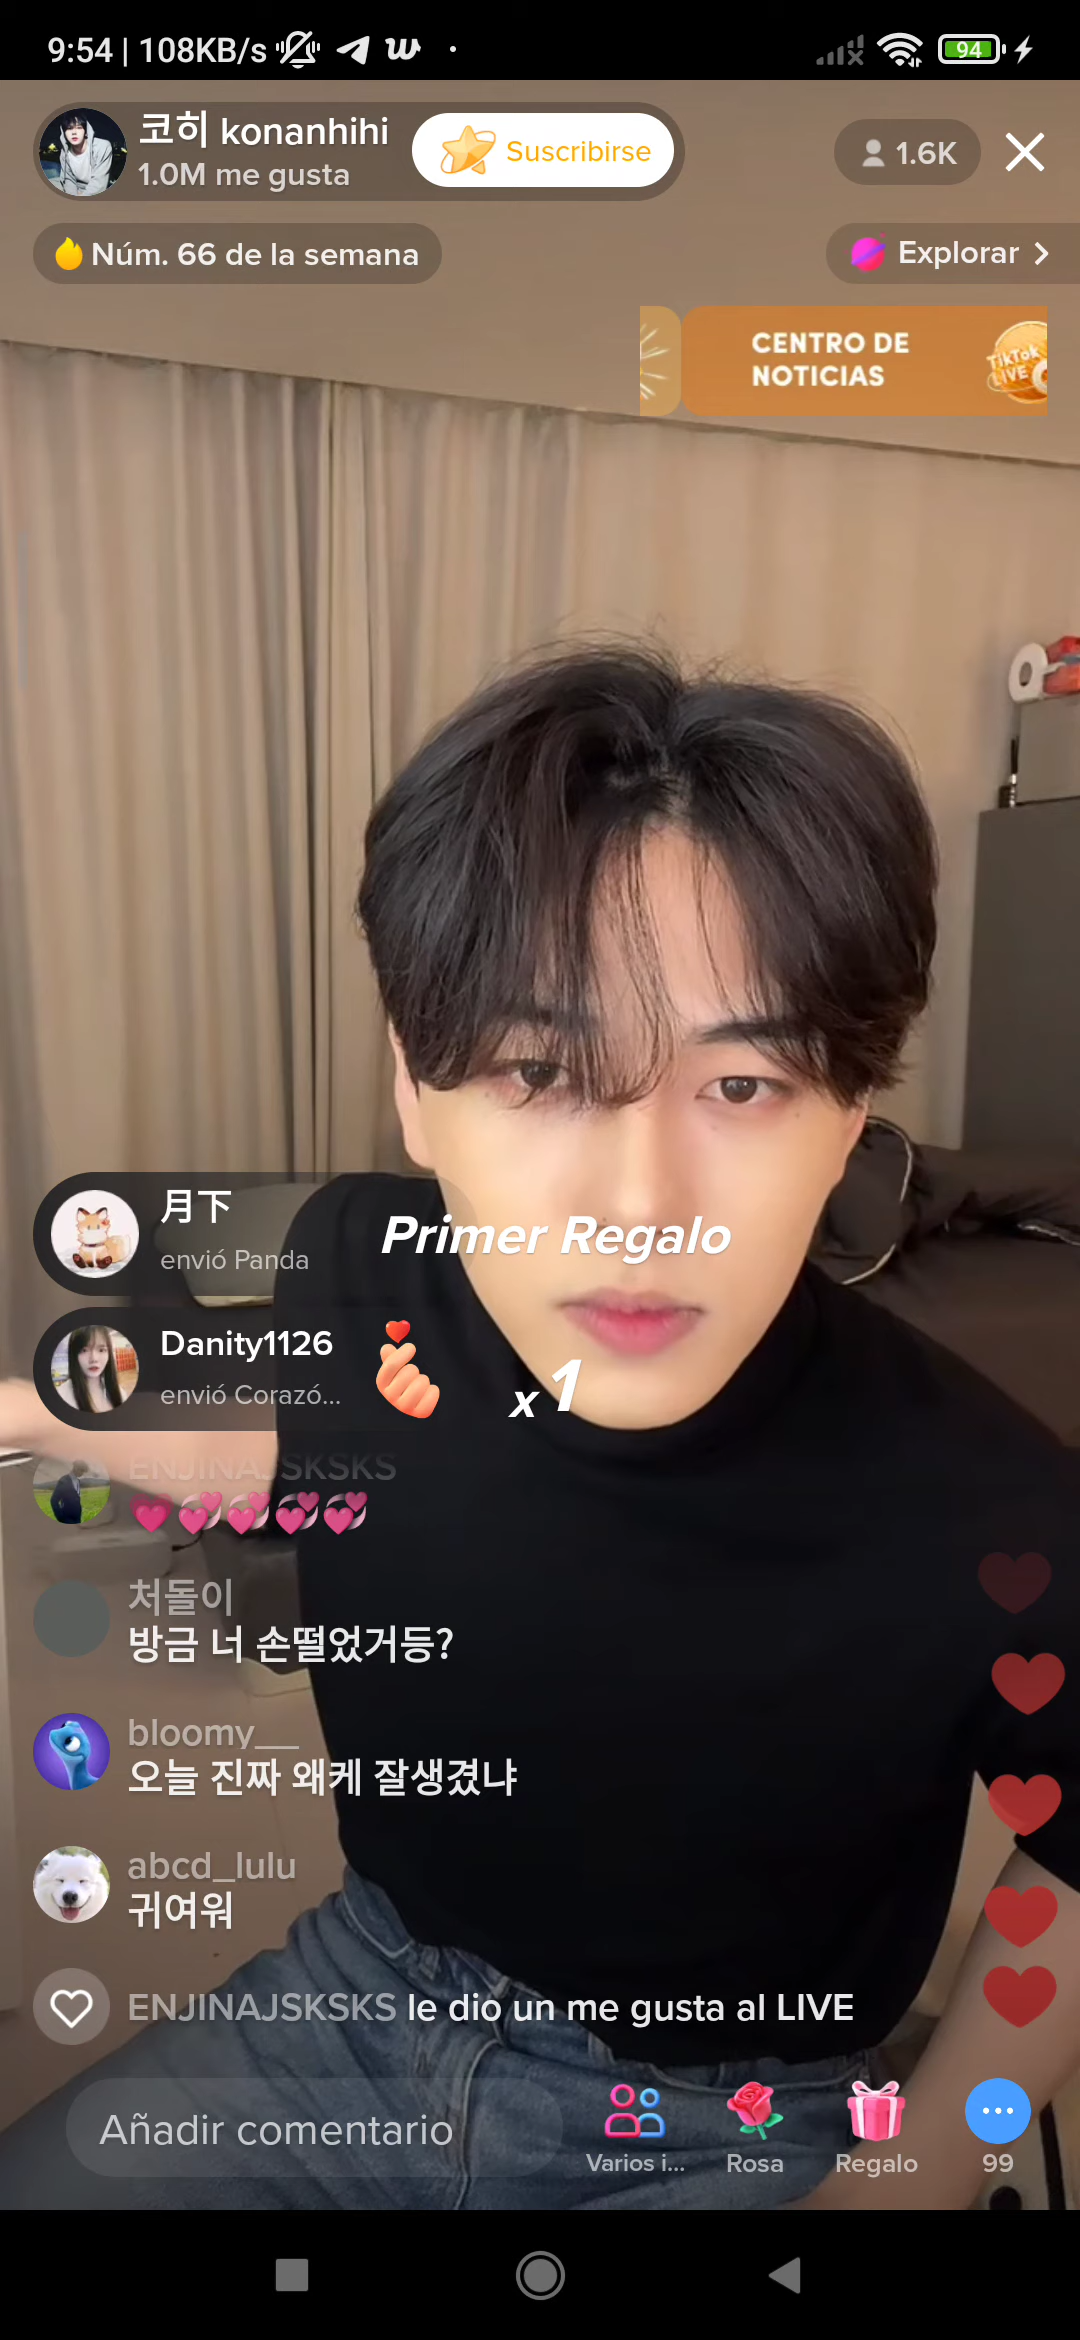 9:54 | 108KB/s
94
코히 konanhihi
1.0M me gusta
Suscribirse
1.6K
Núm. 66 de la semana
Explorar
CENTRO DE
NOTICIAS
TikTok
LIVE
月下
envió Panda
Primer Regalo
Danity1126
envió Corazó...
x1
ENJINAJSKSKS
처돌이
방금 너 손떨었거등?
bloomy__
오늘 진짜 왜케 잘생겼냐
abcd_lulu
귀여워
ENJINAJSKSKS le dio un me gusta al LIVE
Añadir comentario
Varios i...
Rosa
Regalo
99